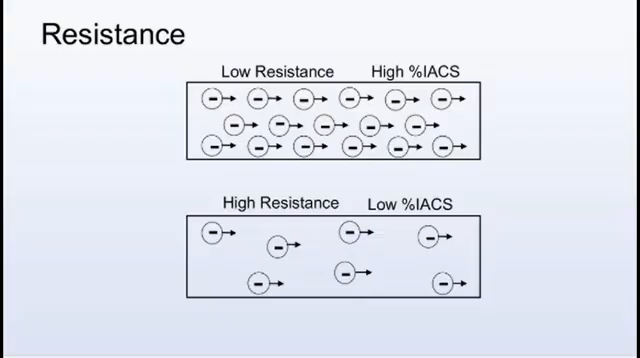 Resistance
Low Resistance High %IACS
High Resistance Low %IACS